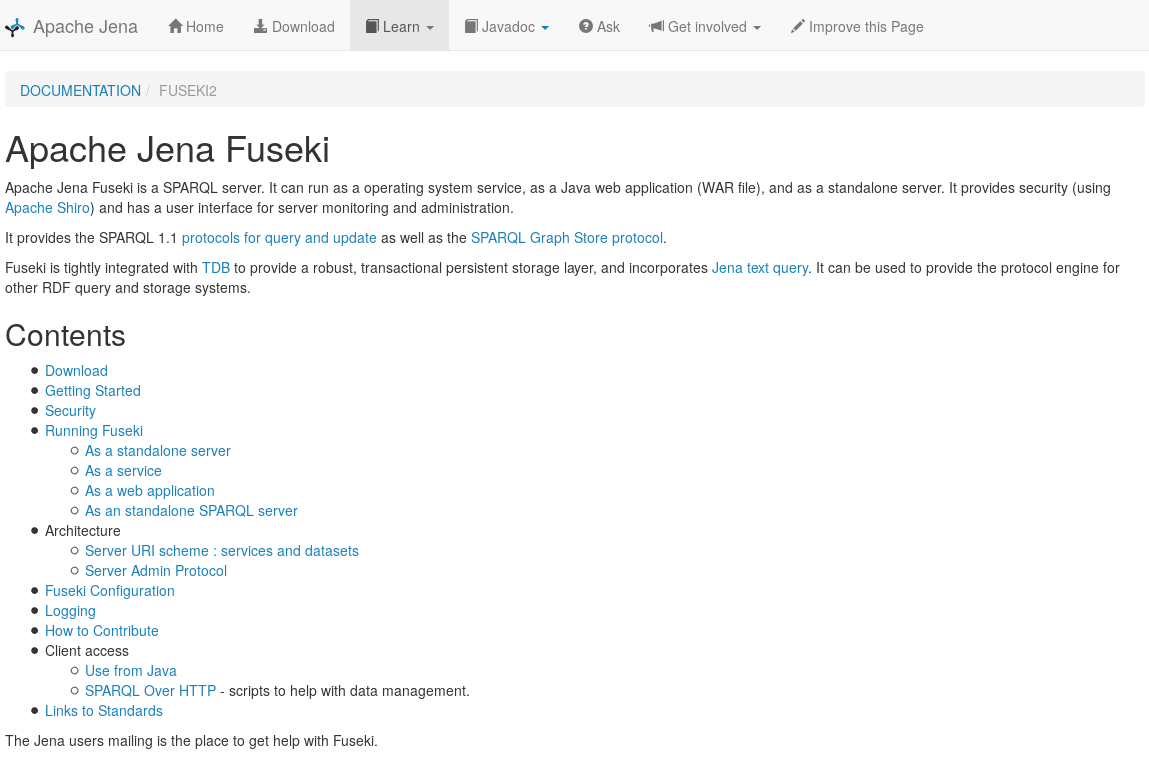 Apache Jena Home Download Learn Javadoc Ask Get involved Improve this Page
DOCUMENTATION / FUSEKI2
Apache Jena Fuseki
Apache Jena Fuseki is a SPARQL server. It can run as a operating system service, as a Java web application (WAR file), and as a standalone server. It provides security (using
Apache Shiro) and has a user interface for server monitoring and administration.
It provides the SPARQL 1.1 protocols for query and update as well as the SPARQL Graph Store protocol.
Fuseki is tightly integrated with TDB to provide a robust, transactional persistent storage layer, and incorporates Jena text query. It can be used to provide the protocol engine for
other RDF query and storage systems.
Contents
Download
Getting Started
Security
Running Fuseki
As a standalone server
As a service
As a web application
As an standalone SPARQL server
Architecture
Server URI scheme : services and datasets
Server Admin Protocol
Fuseki Configuration
Logging
How to Contribute
Client access
Use from Java
SPARQL Over HTTP - scripts to help with data management.
Links to Standards
The Jena users mailing is the place to get help with Fuseki.